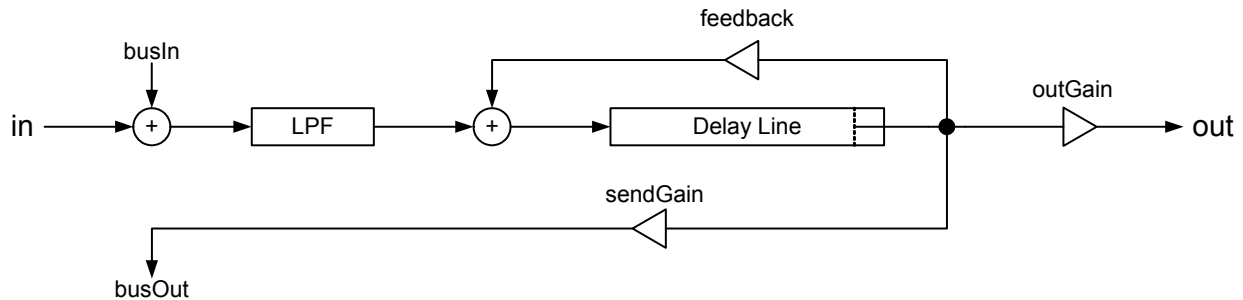 feedback
busIn
outGain
in
+
LPF
+
Delay Line
out
sendGain
busOut